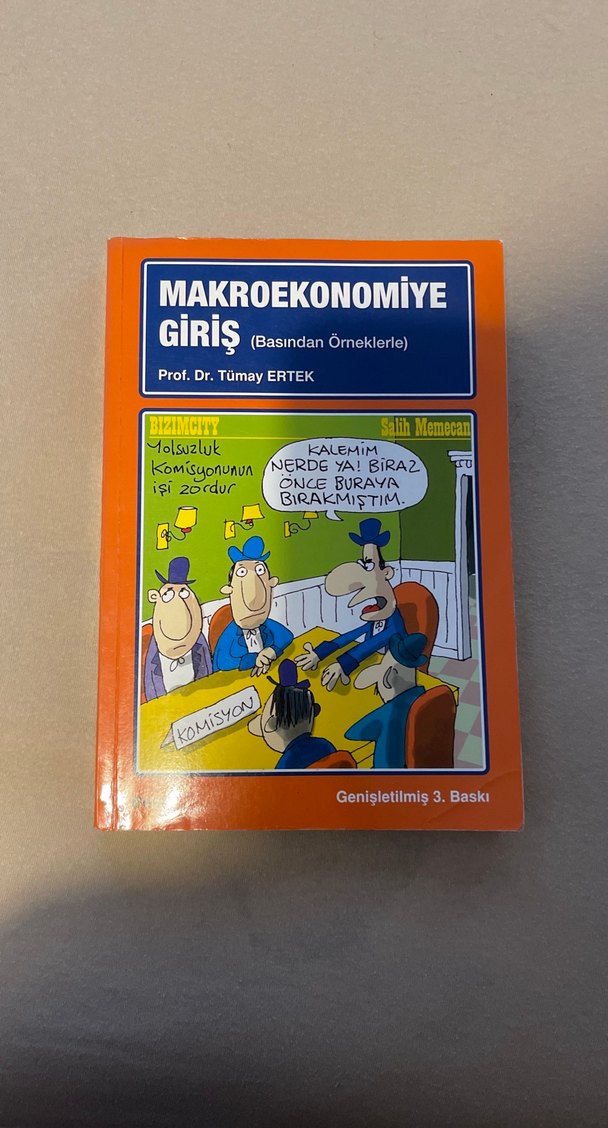 MAKROEKONOMİYE
GİRİŞ (Basından Örneklerle)
Prof. Dr. Tümay ERTEK
BIZIMCITY
Salih Memecan
Yolsuzluk
Komisyonunun
işi zordur
KALEMİM
NERDE YA! BİRAZ
ÖNCE BURAYA
BIRAKMIŞTIM.
KOMİSYON
Genişletilmiş 3. Baskı